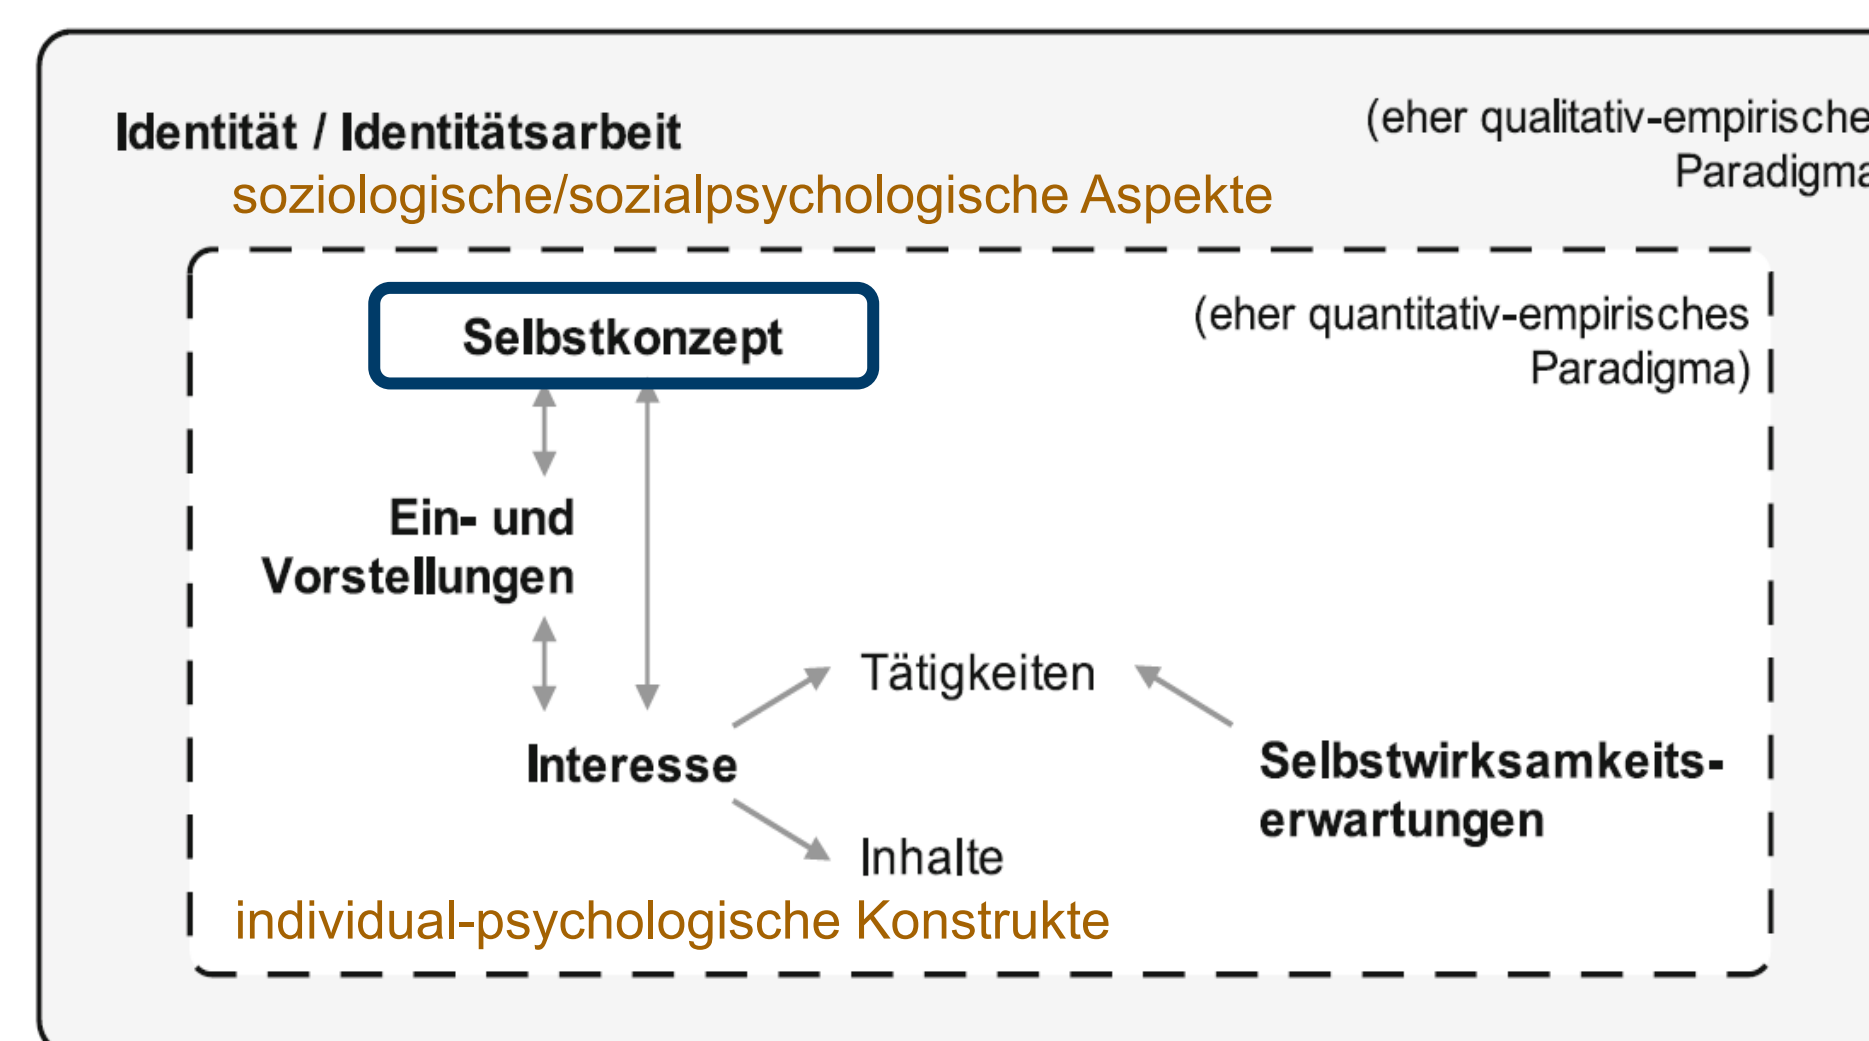 Identität / Identitätsarbeit
(eher qualitativ-empirische
Paradigma
soziologische/sozialpsychologische Aspekte
Selbstkonzept
(eher quantitativ-empirisches
Paradigma)
Ein- und
Vorstellungen
Tätigkeiten
Interesse
Selbstwirksamkeits-
erwartungen
Inhalte
individual-psychologische Konstrukte